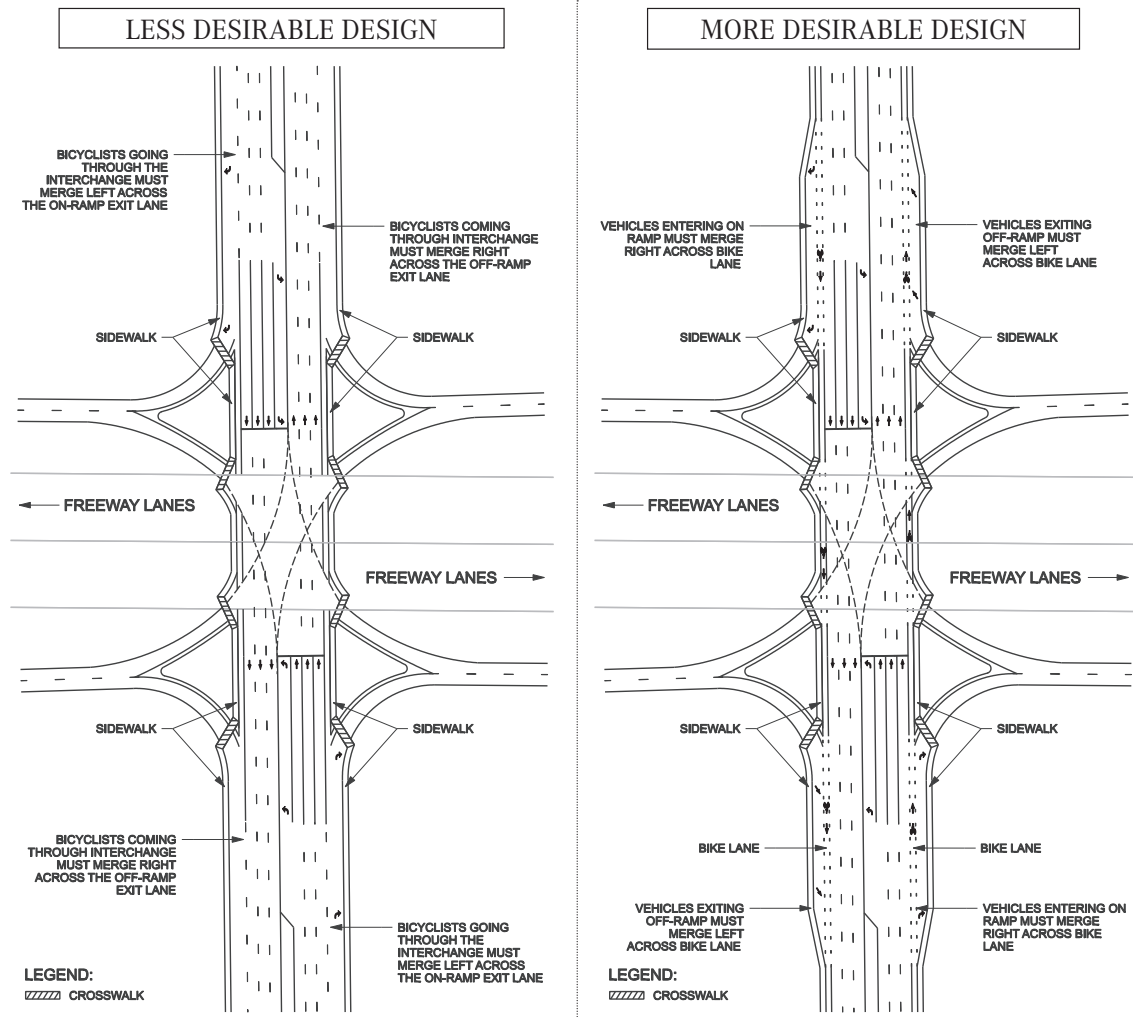 LESS DESIRABLE DESIGN
BICYCLISTS GOING
THROUGH THE
INTERCHANGE MUST
MERGE LEFT ACROSS
THE ON-RAMP EXIT LANE
BICYCLISTS COMING
THROUGH INTERCHANGE
MUST MERGE RIGHT
ACROSS THE OFF-RAMP
EXIT LANE
SIDEWALK
SIDEWALK
FREEWAY LANES
FREEWAY LANES
SIDEWALK
SIDEWALK
BICYCLISTS COMING
THROUGH INTERCHANGE
MUST MERGE RIGHT
ACROSS THE OFF-RAMP
EXIT LANE
BICYCLISTS GOING
THROUGH THE
INTERCHANGE MUST
MERGE LEFT ACROSS
THE ON-RAMP EXIT LANE
LEGEND:
CROSSWALK
MORE DESIRABLE DESIGN
VEHICLES ENTERING ON
RAMP MUST MERGE
RIGHT ACROSS BIKE
LANE
VEHICLES EXITING
OFF-RAMP MUST
MERGE LEFT
ACROSS BIKE LANE
SIDEWALK
SIDEWALK
FREEWAY LANES
FREEWAY LANES
SIDEWALK
SIDEWALK
BIKE LANE
BIKE LANE
VEHICLES EXITING
OFF-RAMP MUST
MERGE LEFT
ACROSS BIKE LANE
VEHICLES ENTERING ON
RAMP MUST MERGE
RIGHT ACROSS BIKE
LANE
LEGEND:
CROSSWALK